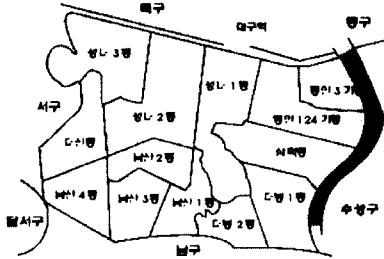 북구
대구역
동구
성내 3동
성내 1동
동인 3가동
서구
성내 2동
동인 124가동
대신동
남산 2동
삼덕동
남산 4동
남산 3동
남산 1동
대봉 1동
달서구
대봉 2동
수성구
남구